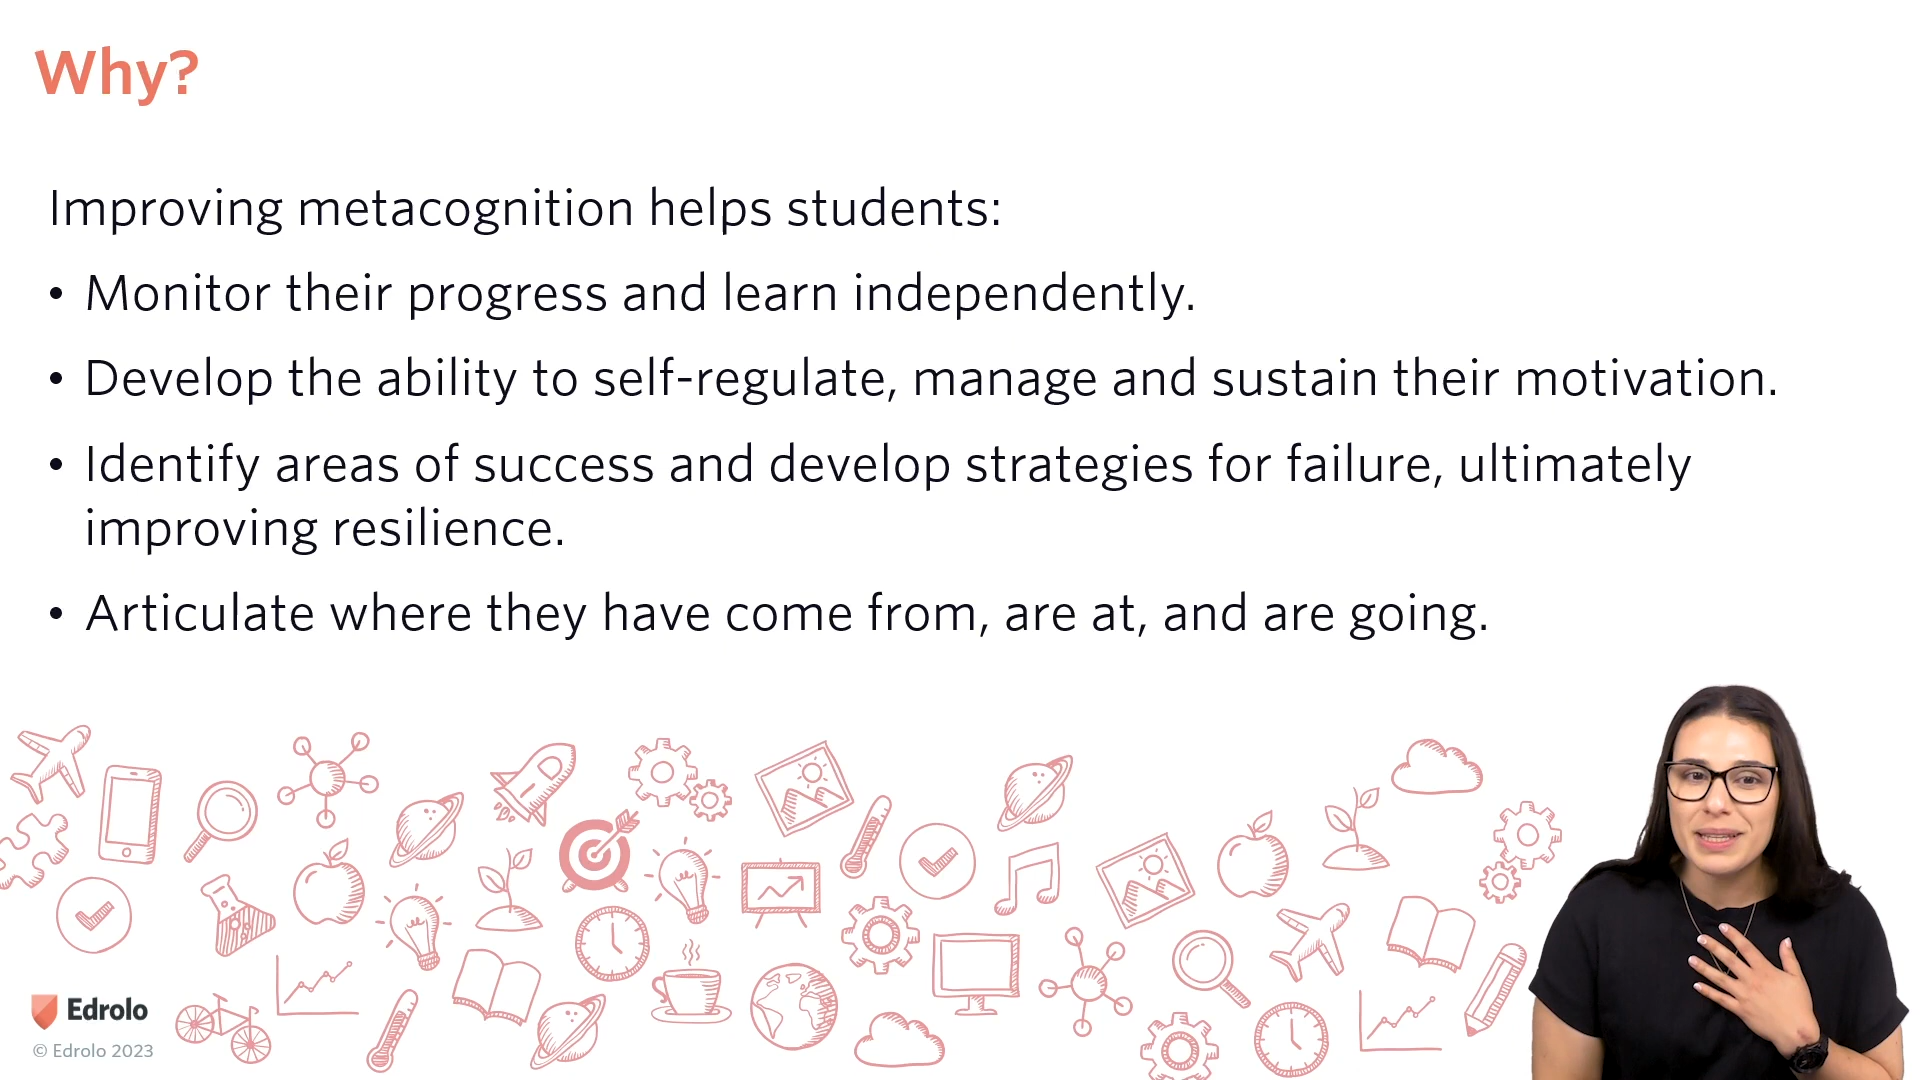 Why?
Improving metacognition helps students:
• Monitor their progress and learn independently.
• Develop the ability to self-regulate, manage and sustain their motivation.
• Identify areas of success and develop strategies for failure, ultimately
improving resilience.
• Articulate where they have come from, are at, and are going.
Edrolo
© Edrolo 2023